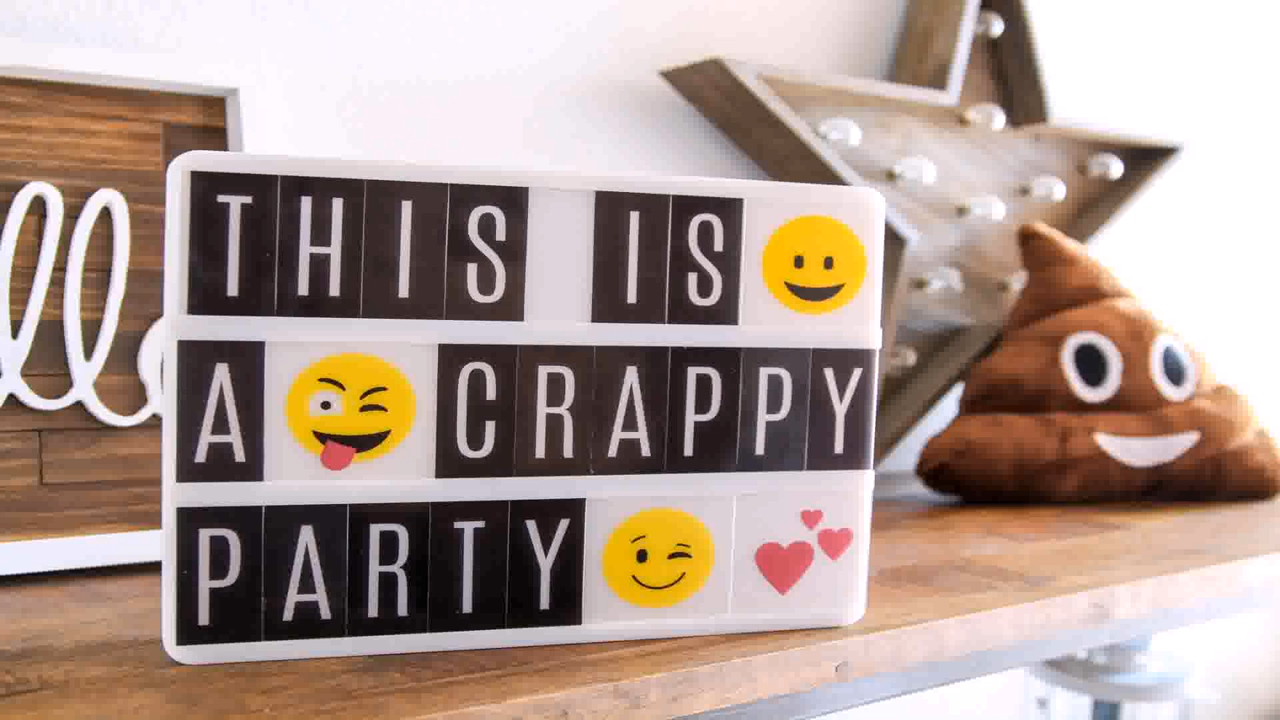 THIS IS 😀
A 😜 CRAPPY
PARTY 😉 💕